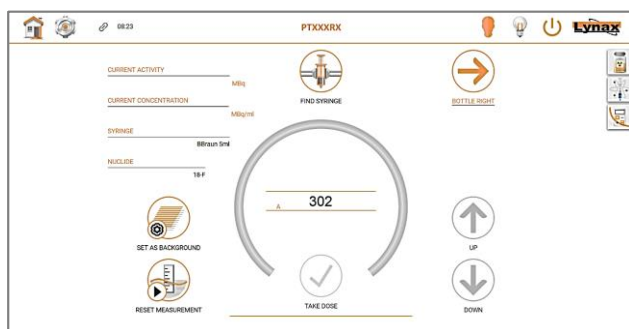 08:23
PTXXXRX
Lynax
CURRENT ACTIVITY
MBq
CURRENT CONCENTRATION
MBq/ml
SYRINGE
BBraun 5ml
NUCLIDE
18-F
FIND SYRINGE
BOTTLE RIGHT
A 302
SET AS BACKGROUND
UP
RESET MEASUREMENT
TAKE DOSE
DOWN